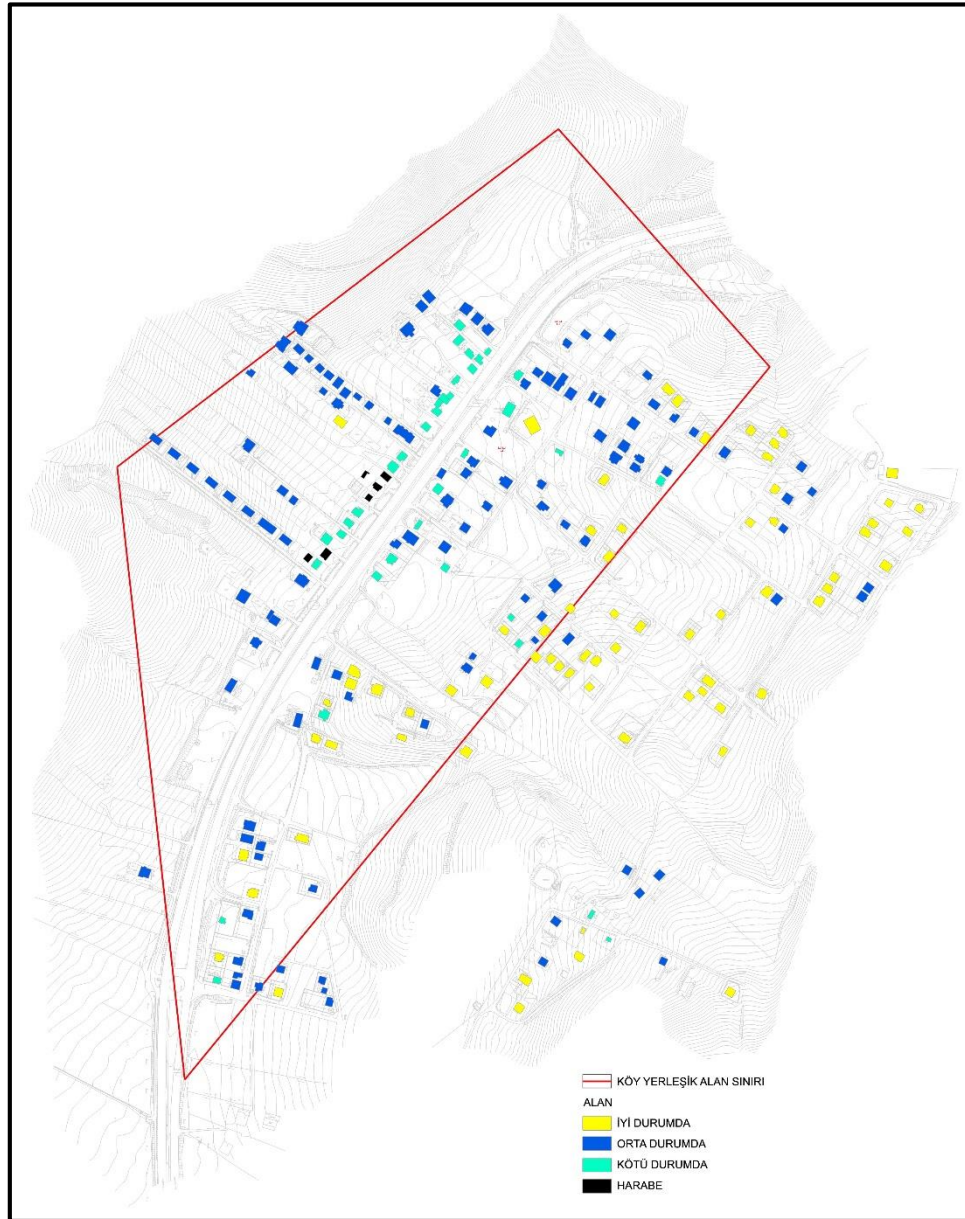 KÖY YERLEŞİK ALAN SINIRI
ALAN
İYİ DURUMDA
ORTA DURUMDA
KÖTÜ DURUMDA
HARABE